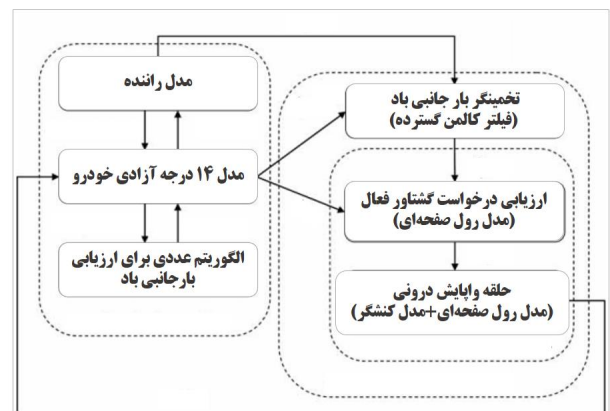 مدل راننده
مدل ۱۴ درجه آزادی خودرو
الگوریتم عددی برای ارزیابی
بارجانبی باد
تخمینگر بار جانبی باد
(فیلتر کالمن گسترده)
ارزیابی درخواست گشتاور فعال
(مدل رول صفحه‌ای)
حلقه واپایش درونی
(مدل رول صفحه‌ای+مدل کنشگر)